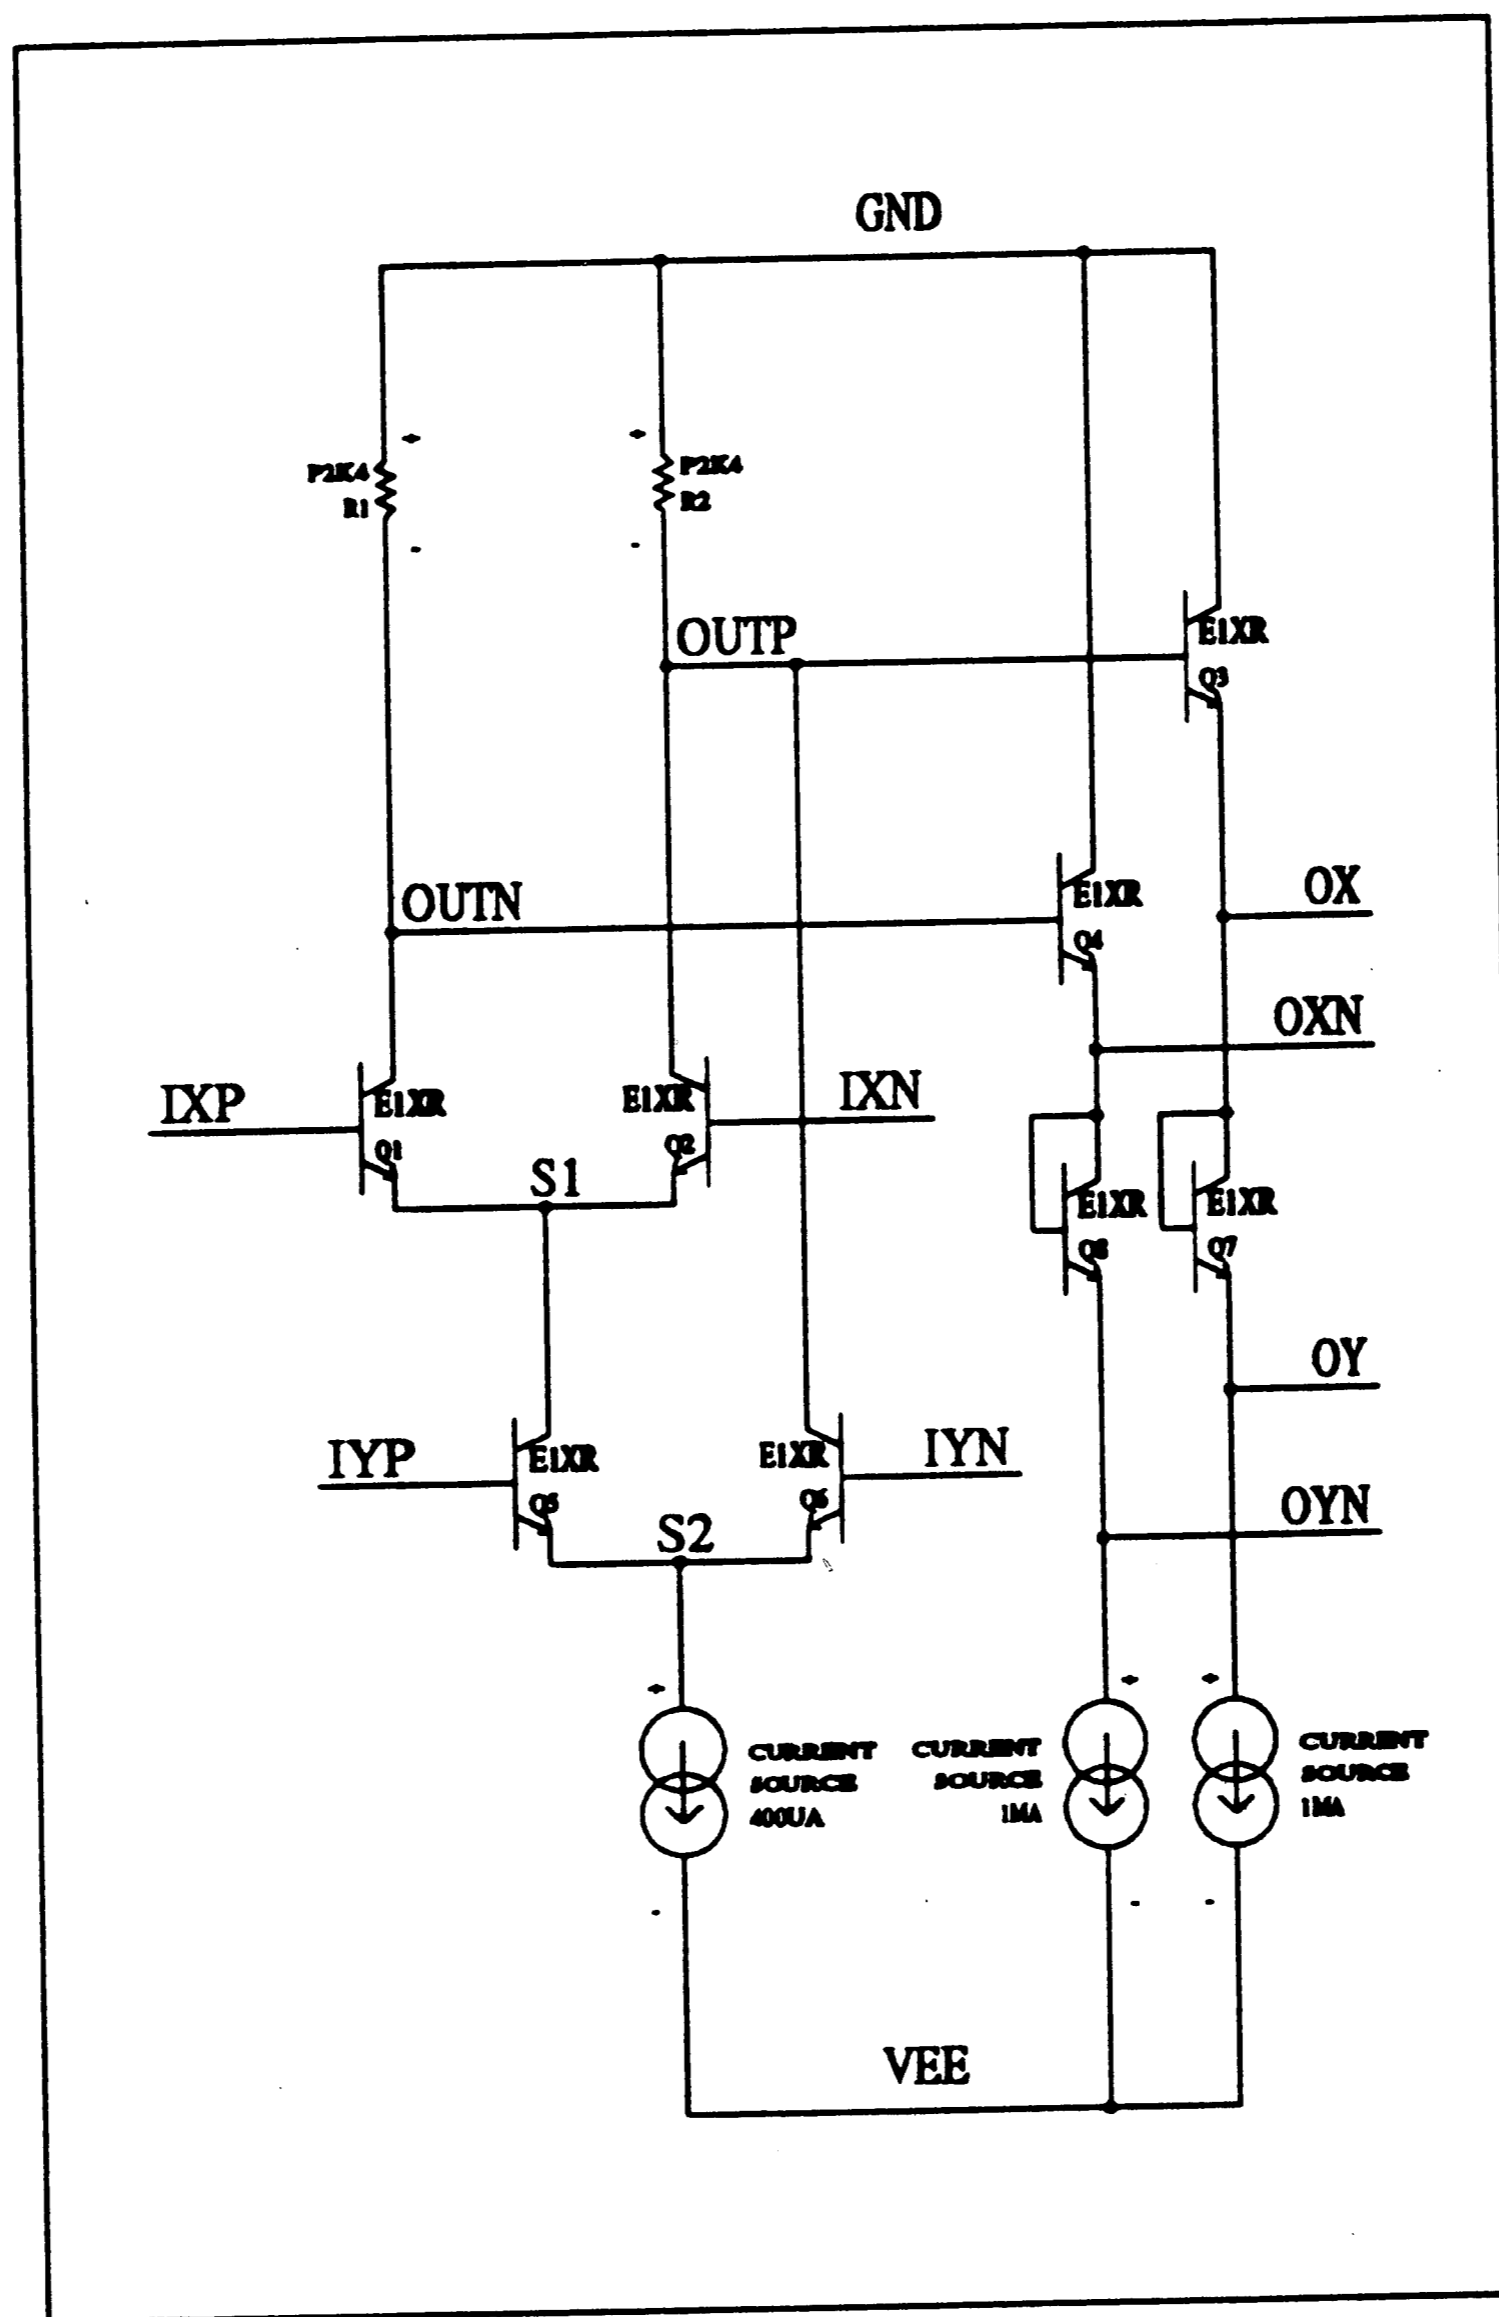 GND
P2K4
R1
P2K4
R2
OUTP
E1XR
Q3
OUTN
E1XR
Q4
OX
OXN
IXP
E1XR
Q1
E1XR
Q2
IXN
S1
E1XR
Q8
E1XR
Q7
OY
IYP
E1XR
Q5
E1XR
Q6
IYN
S2
OYN
CURRENT
SOURCE
400UA
CURRENT
SOURCE
1MA
CURRENT
SOURCE
1MA
VEE